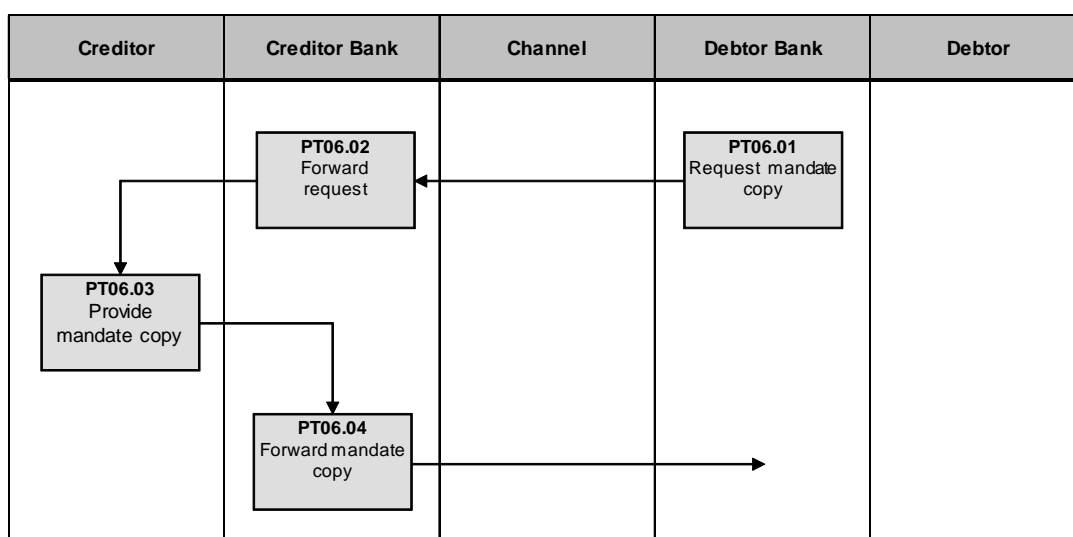 Creditor
Creditor Bank
Channel
Debtor Bank
Debtor
PT06.02
Forward
request
PT06.01
Request mandate
copy
PT06.03
Provide
mandate copy
PT06.04
Forward mandate
copy